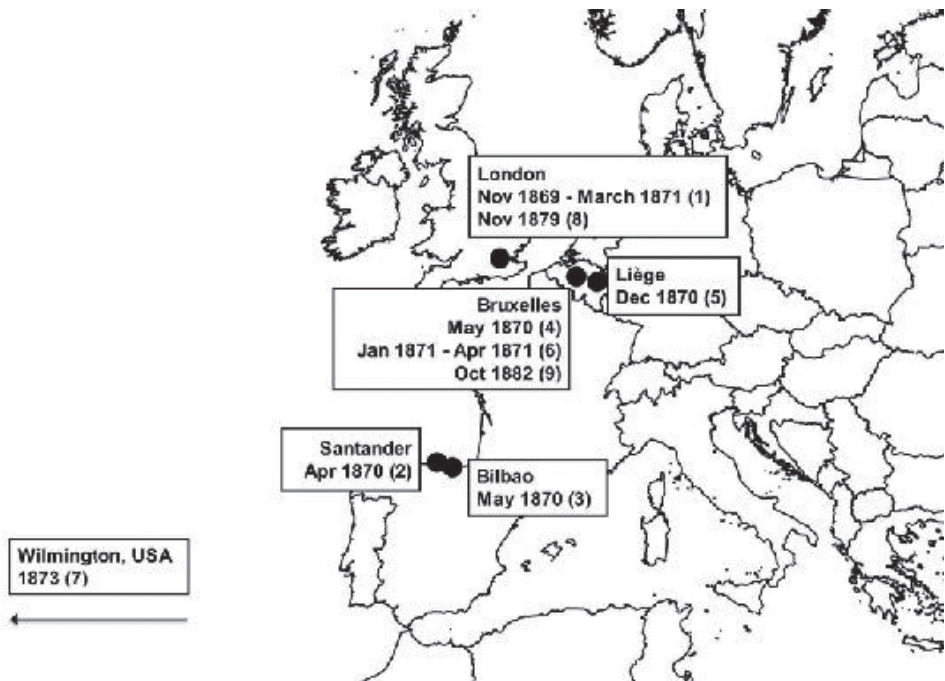 London
Nov 1869 - March 1871 (1)
Nov 1879 (8)
Liège
Dec 1870 (5)
Bruxelles
May 1870 (4)
Jan 1871 - Apr 1871 (6)
Oct 1882 (9)
Santander
Apr 1870 (2)
Bilbao
May 1870 (3)
Wilmington, USA
1873 (7)